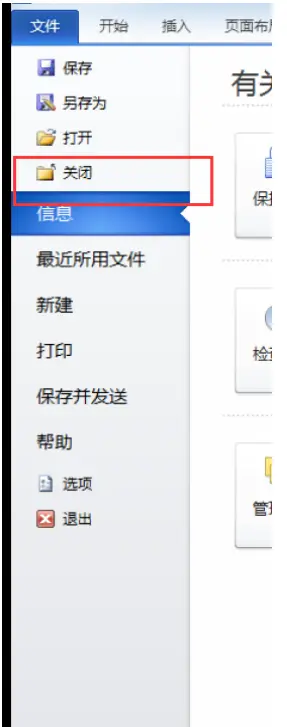 文件 开始 插入 页面布
保存 有关
另存为
打开
关闭
保
信息
最近所用文件
新建
打印
检查
保存并发送
帮助
选项
管理
退出